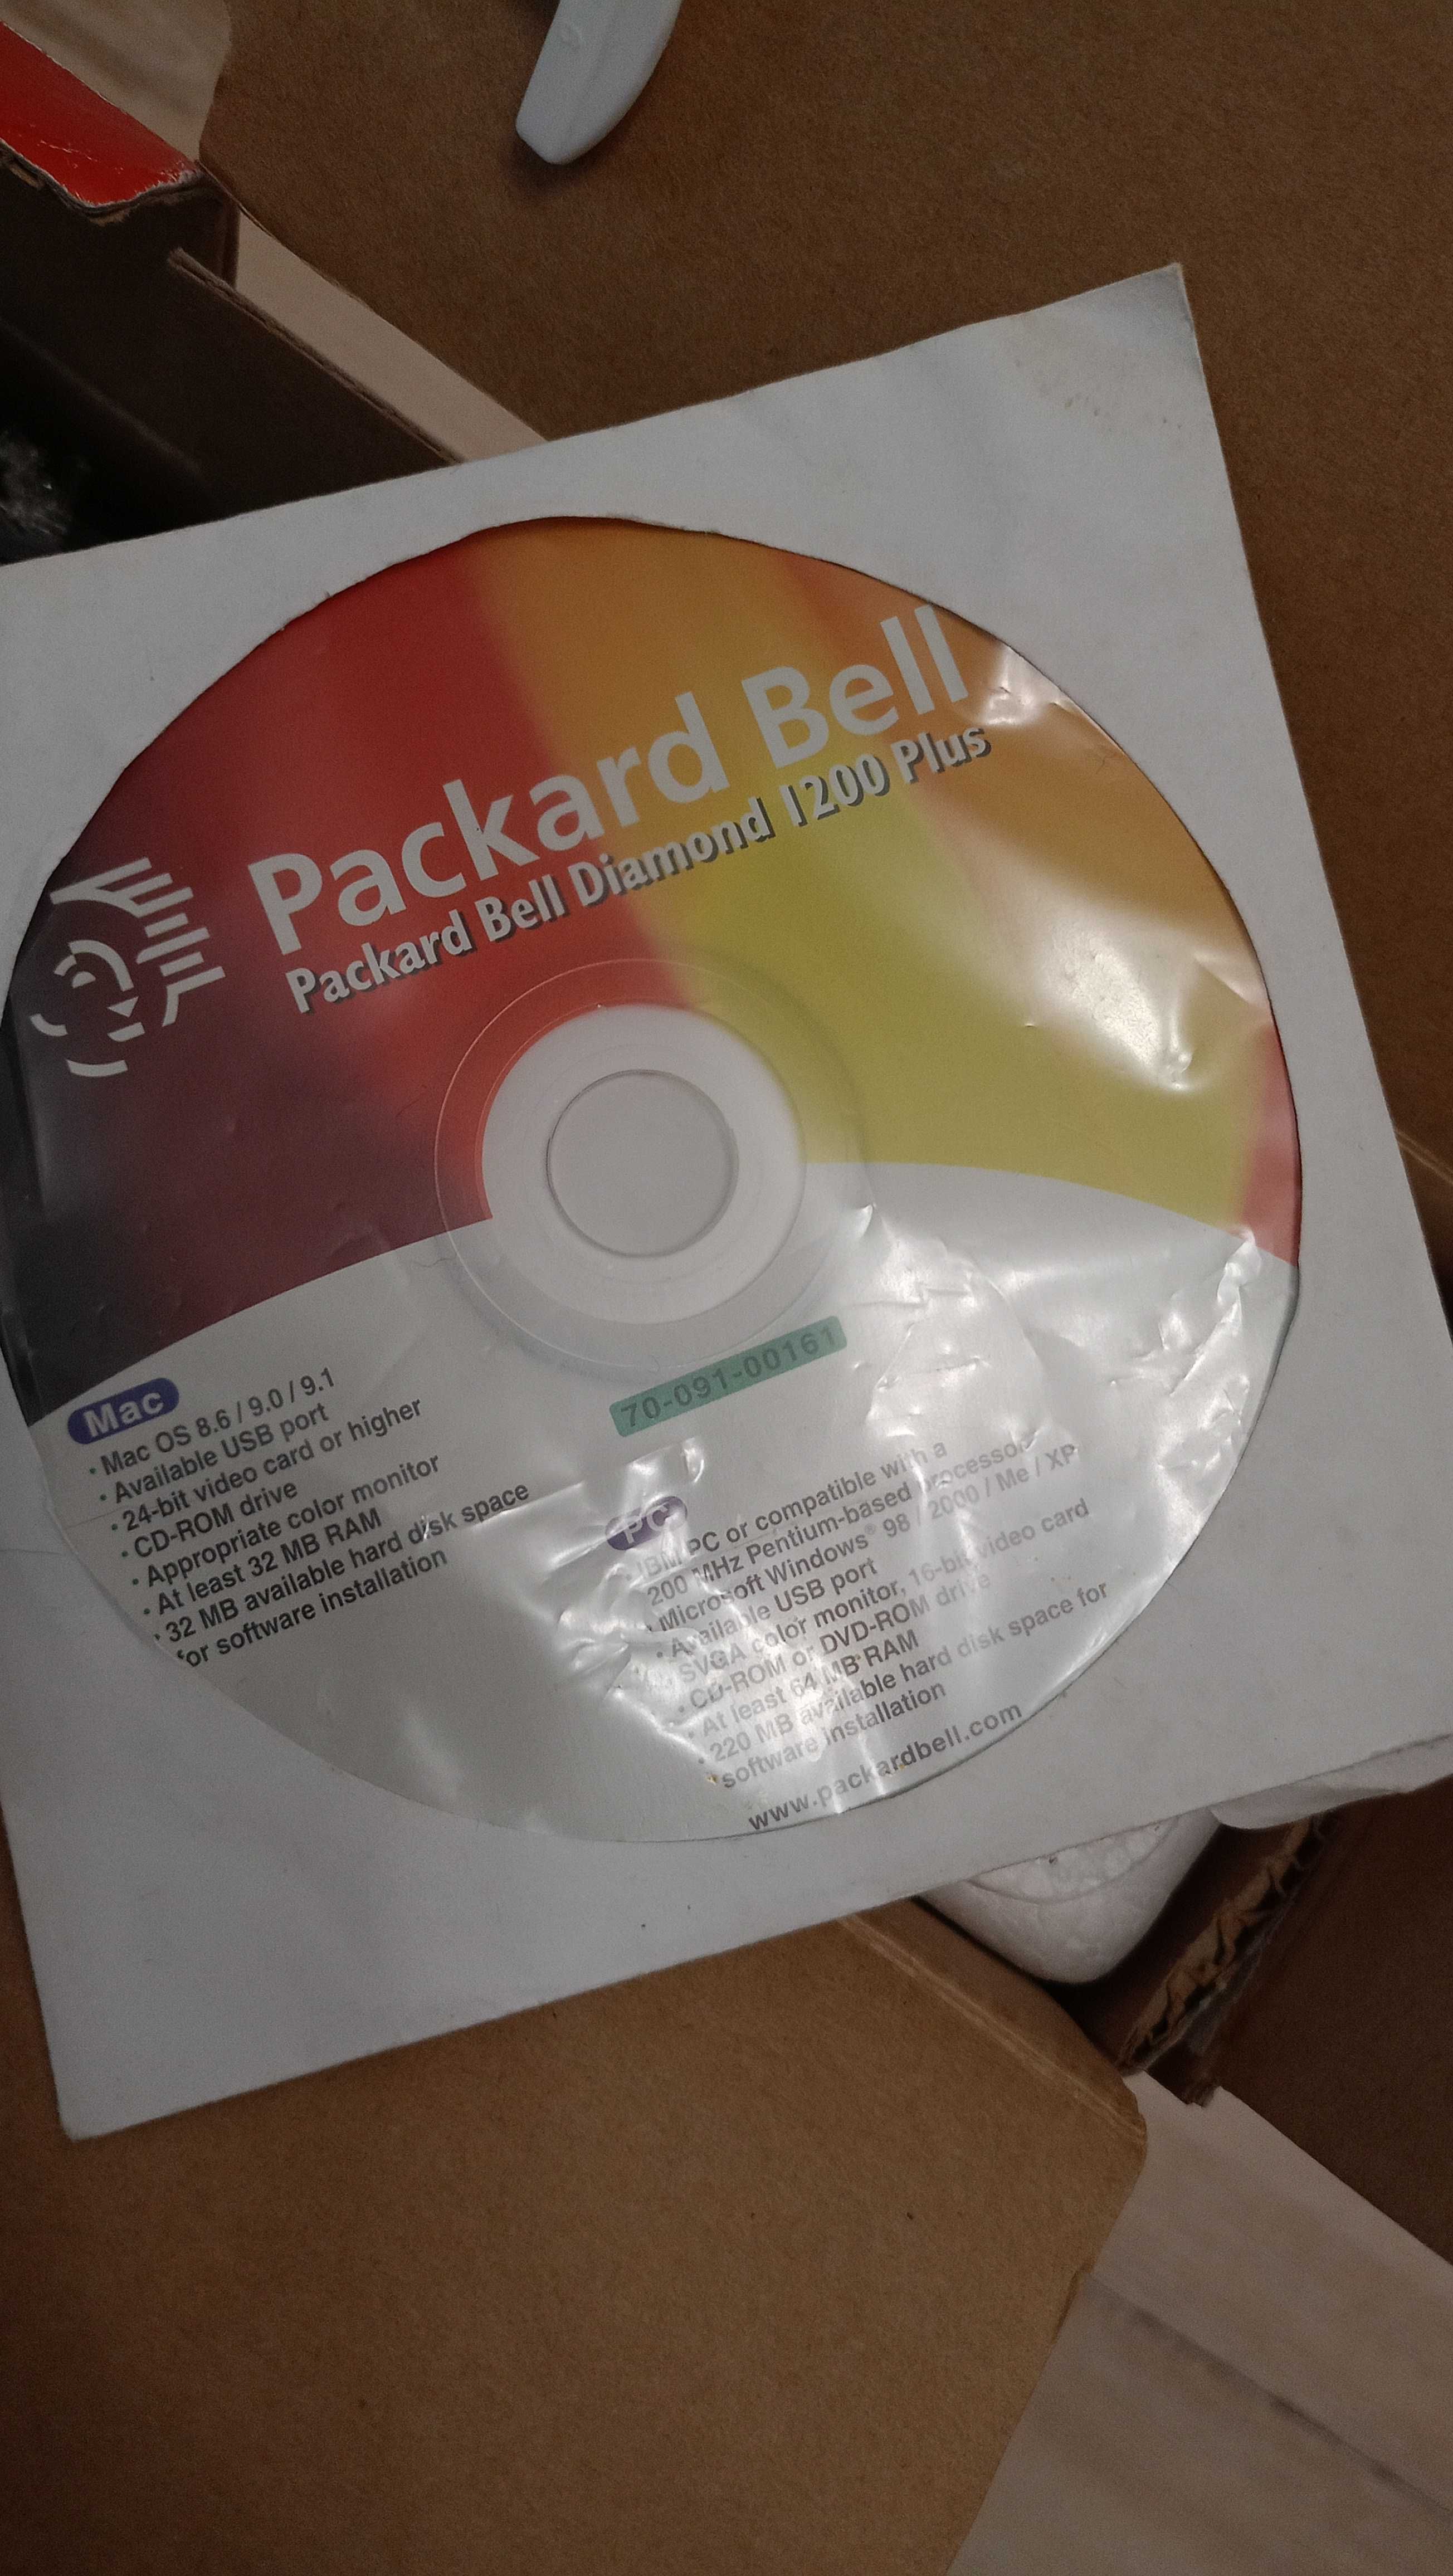 Packard Bell
Packard Bell Diamond 1200 Plus
70-091-00161
Mac
· Mac OS 8.6 / 9.0 / 9.1
· Available USB port
· 24-bit video card or higher
· CD-ROM drive
· Appropriate color monitor
· At least 32 MB RAM
· 32 MB available hard disk space
for software installation
PC
· IBM PC or compatible with a
200 MHz Pentium-based processor
· Microsoft Windows® 98 / 2000 / Me / XP
· Available USB port
· SVGA color monitor, 16-bit video card
· CD-ROM or DVD-ROM drive
· At least 64 MB RAM
· 220 MB available hard disk space for
software installation
www.packardbell.com